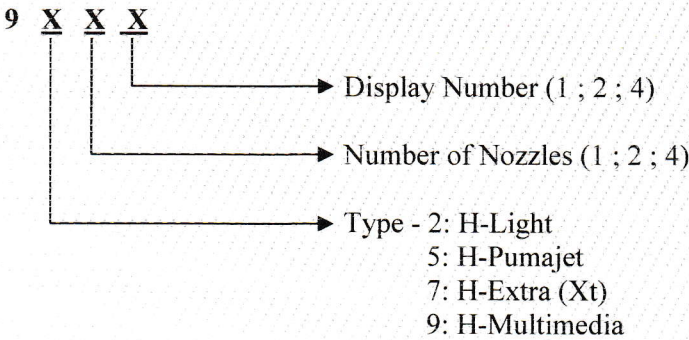 9 X X X
Display Number (1 ; 2 ; 4)
Number of Nozzles (1 ; 2 ; 4)
Type - 2: H-Light
5: H-Pumajet
7: H-Extra (Xt)
9: H-Multimedia